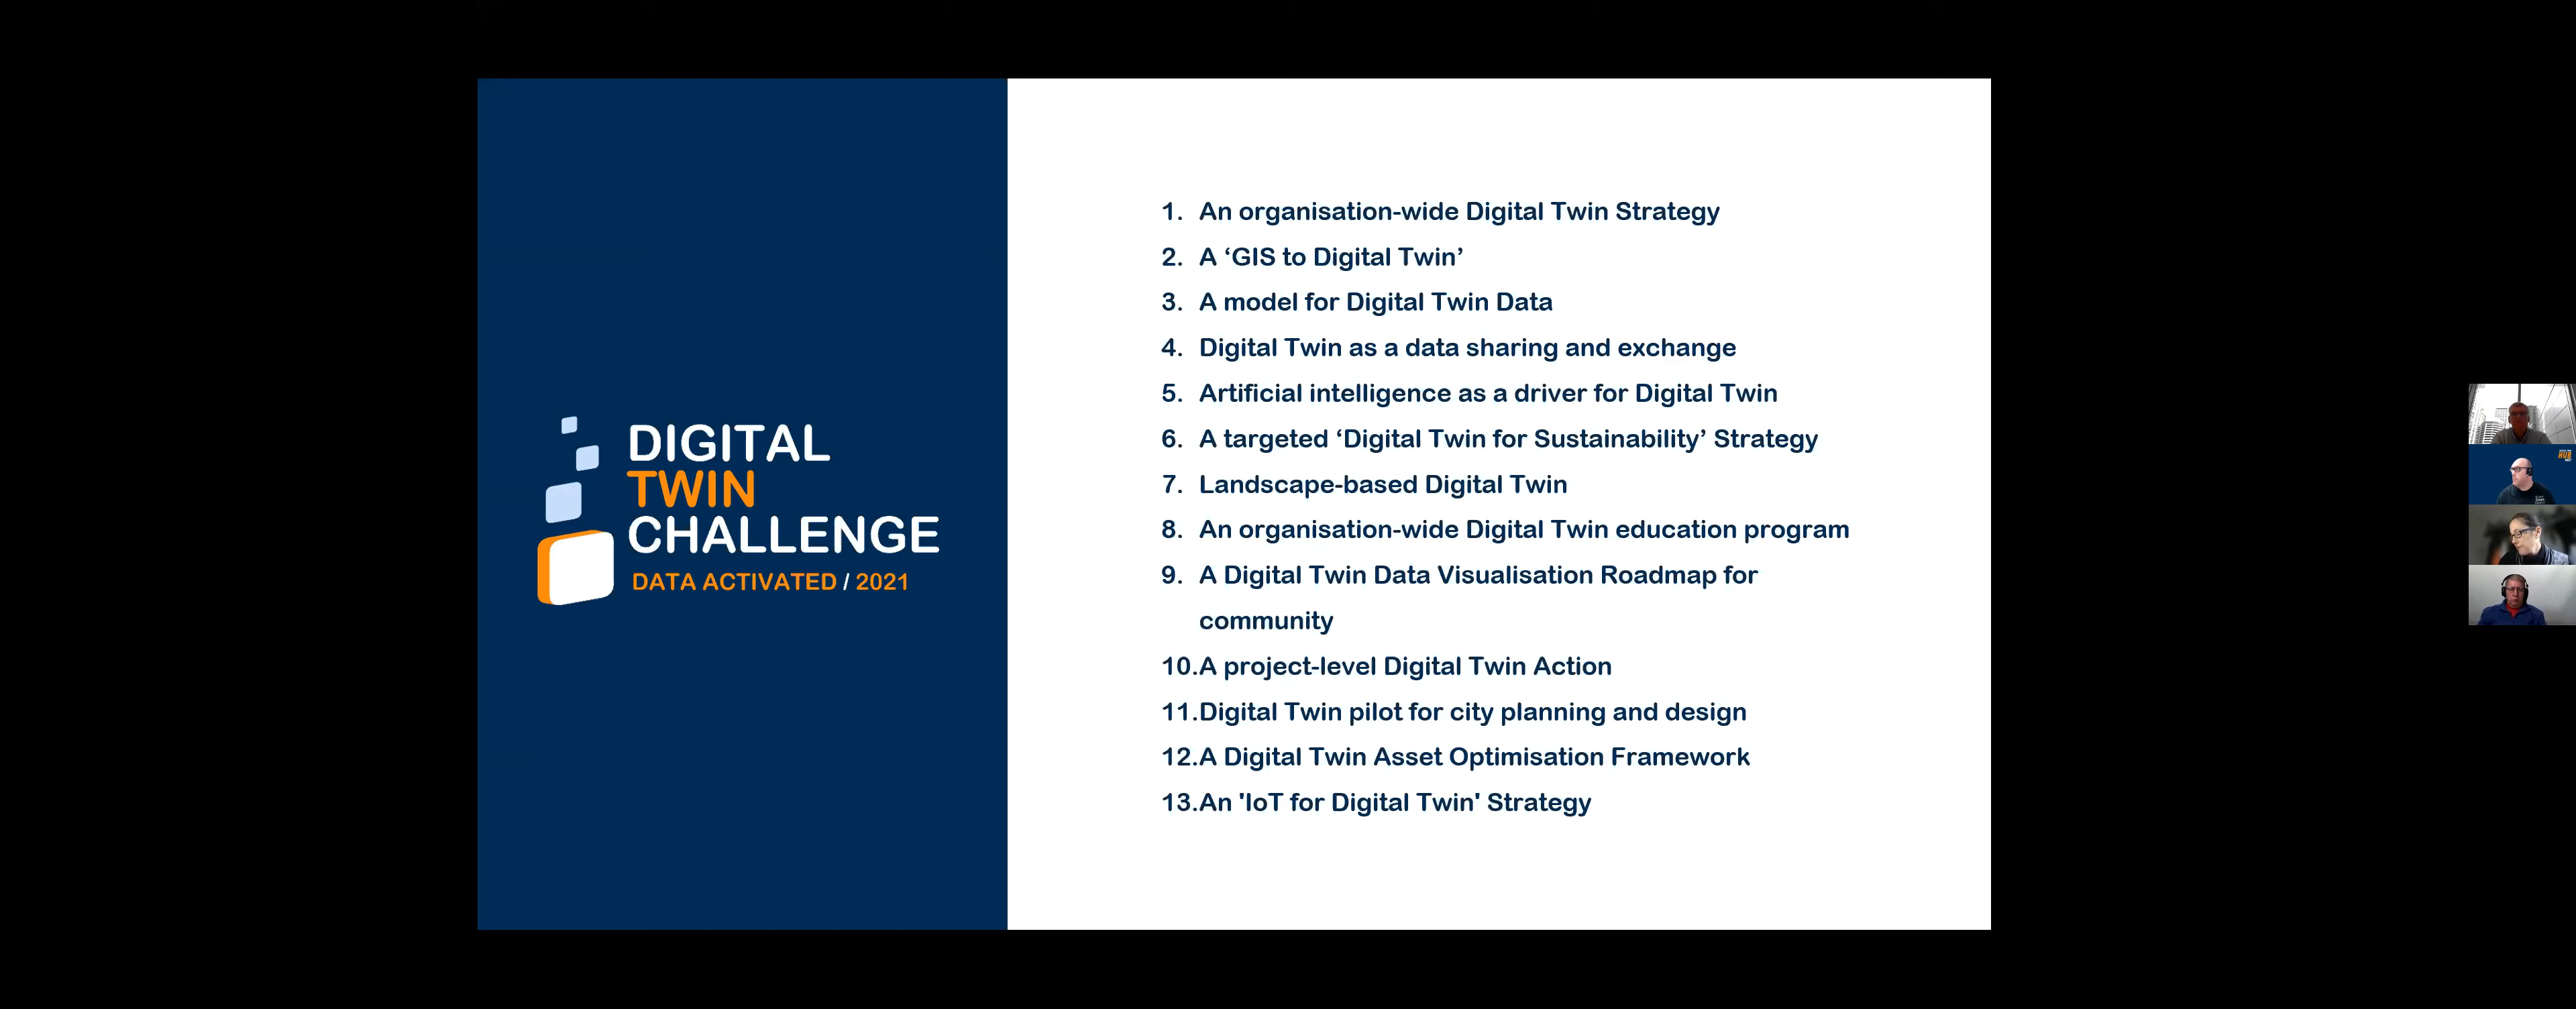 DIGITAL
TWIN
CHALLENGE
DATA ACTIVATED / 2021
1. An organisation-wide Digital Twin Strategy
2. A ‘GIS to Digital Twin’
3. A model for Digital Twin Data
4. Digital Twin as a data sharing and exchange
5. Artificial intelligence as a driver for Digital Twin
6. A targeted ‘Digital Twin for Sustainability’ Strategy
7. Landscape-based Digital Twin
8. An organisation-wide Digital Twin education program
9. A Digital Twin Data Visualisation Roadmap for
community
10.A project-level Digital Twin Action
11.Digital Twin pilot for city planning and design
12.A Digital Twin Asset Optimisation Framework
13.An 'IoT for Digital Twin' Strategy
HUB